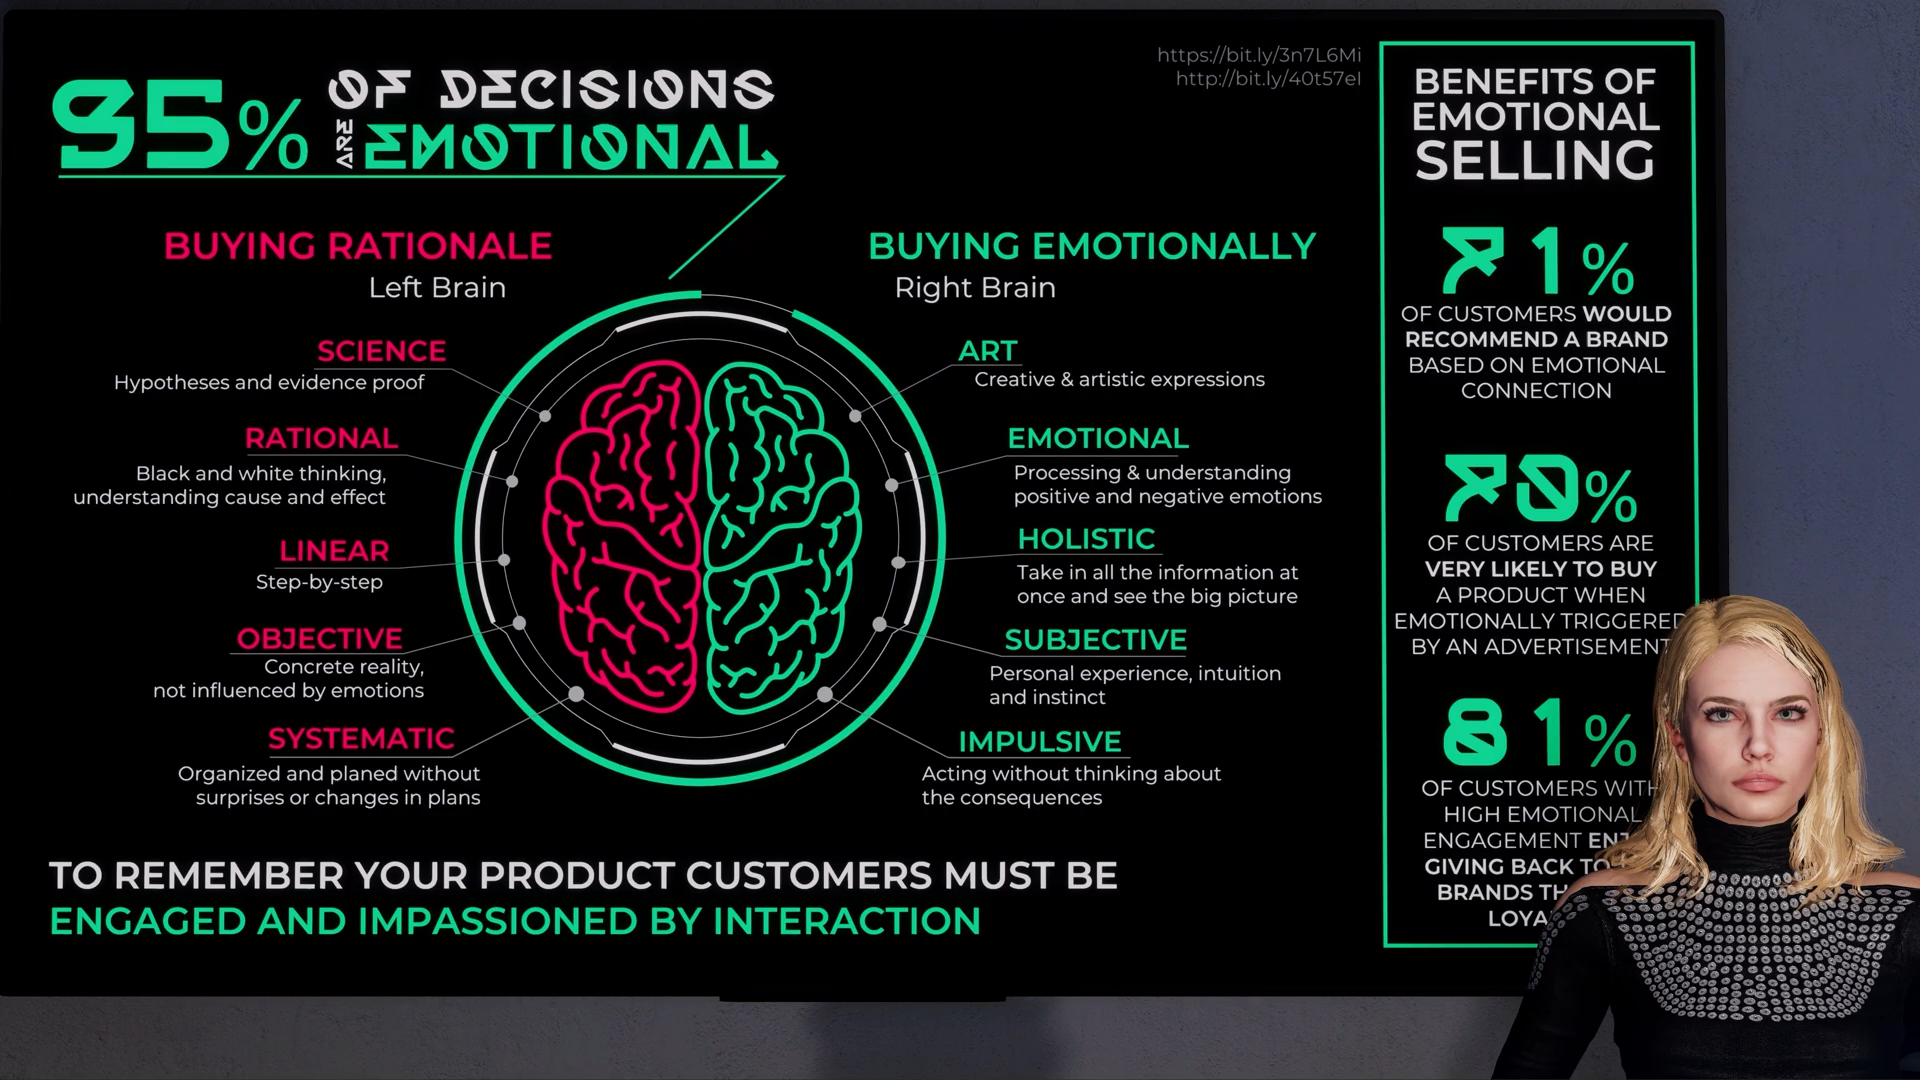 95% OF DECISIONS
ARE EMOTIONAL
https://bit.ly/3n7L6Mi
http://bit.ly/40t57eI
BUYING RATIONALE
Left Brain
SCIENCE
Hypotheses and evidence proof
RATIONAL
Black and white thinking,
understanding cause and effect
LINEAR
Step-by-step
OBJECTIVE
Concrete reality,
not influenced by emotions
SYSTEMATIC
Organized and planed without
surprises or changes in plans
BUYING EMOTIONALLY
Right Brain
ART
Creative & artistic expressions
EMOTIONAL
Processing & understanding
positive and negative emotions
HOLISTIC
Take in all the information at
once and see the big picture
SUBJECTIVE
Personal experience, intuition
and instinct
IMPULSIVE
Acting without thinking about
the consequences
TO REMEMBER YOUR PRODUCT CUSTOMERS MUST BE
ENGAGED AND IMPASSIONED BY INTERACTION
BENEFITS OF
EMOTIONAL
SELLING
71%
OF CUSTOMERS WOULD
RECOMMEND A BRAND
BASED ON EMOTIONAL
CONNECTION
70%
OF CUSTOMERS ARE
VERY LIKELY TO BUY
A PRODUCT WHEN
EMOTIONALLY TRIGGERED
BY AN ADVERTISEMENT
81%
OF CUSTOMERS WITH
HIGH EMOTIONAL
ENGAGEMENT
GIVING BACK TO
BRANDS